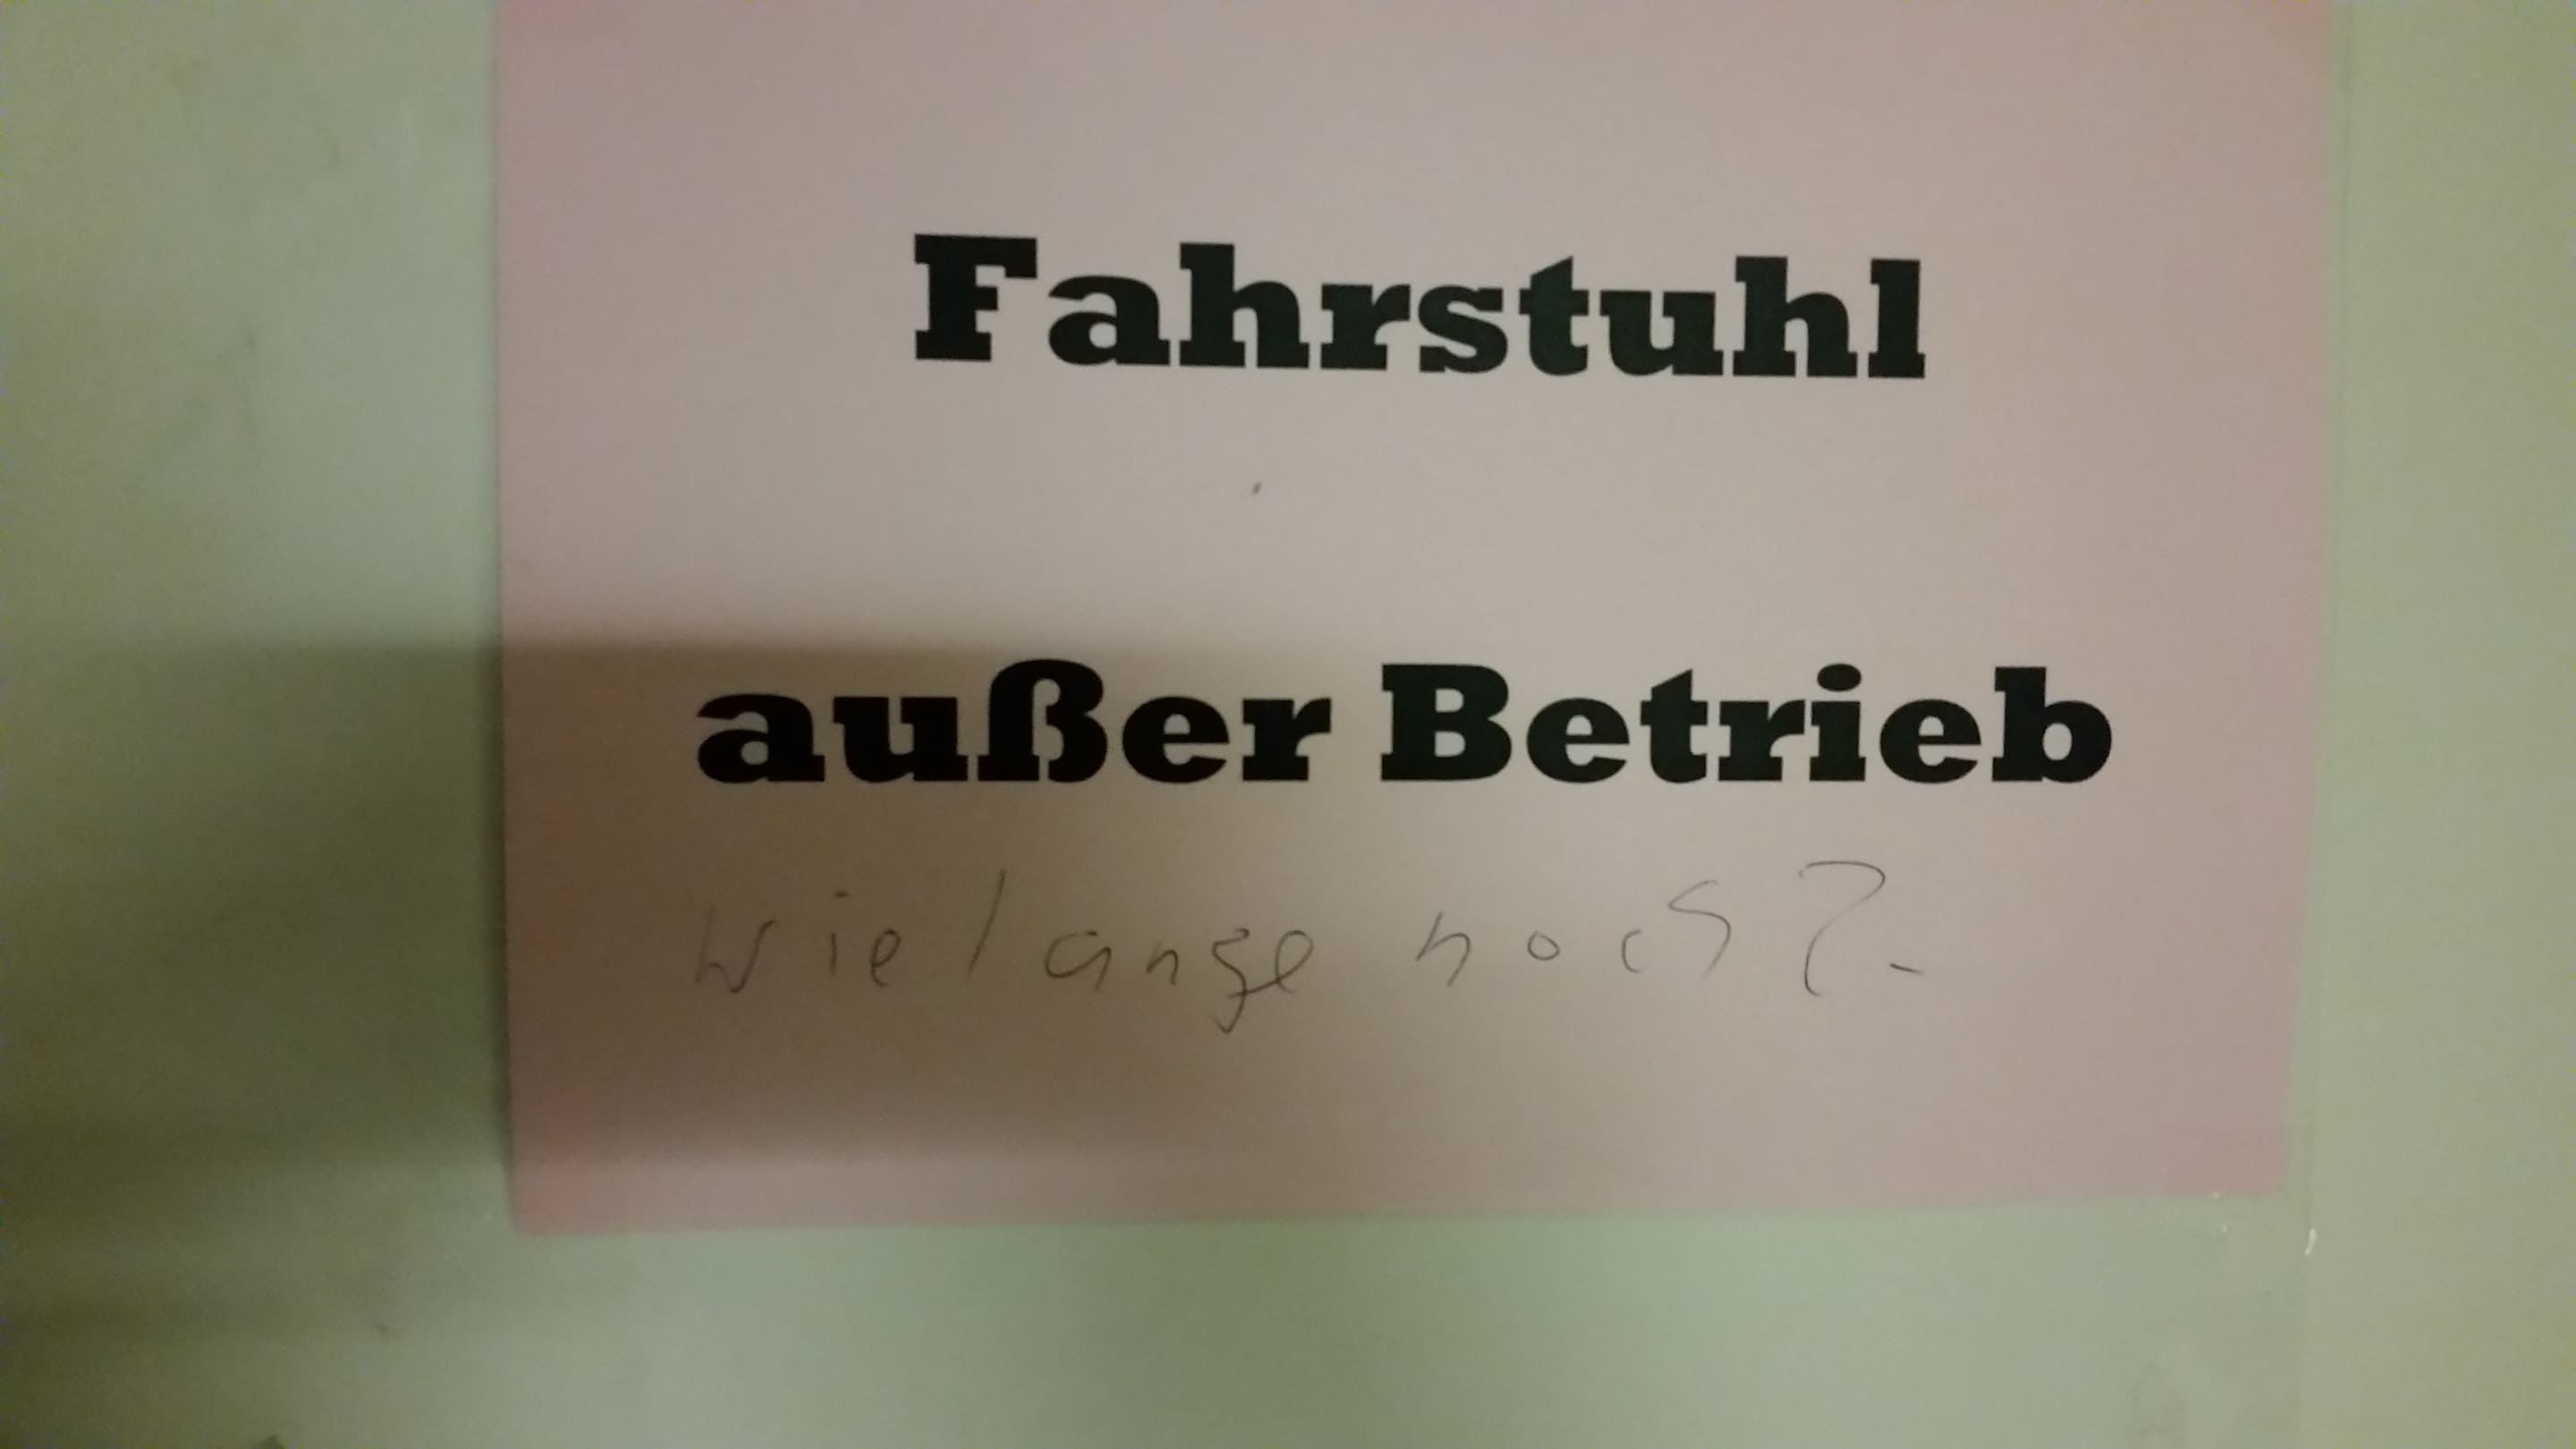 Fahrstuhl
außer Betrieb
Wie lange noch?